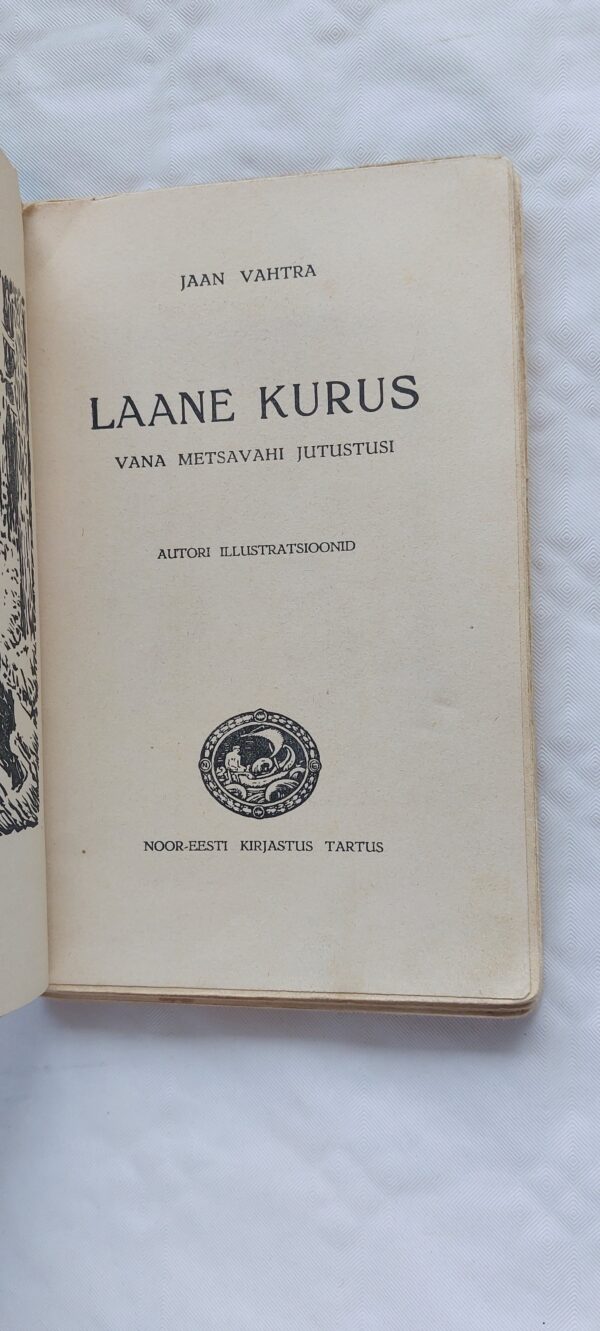 JAAN VAHTRA
LAANE KURUS
VANA METSAVAHI JUTUSTUSI
AUTORI ILLUSTRATSIOONID
NOOR-EESTI KIRJASTUS TARTUS